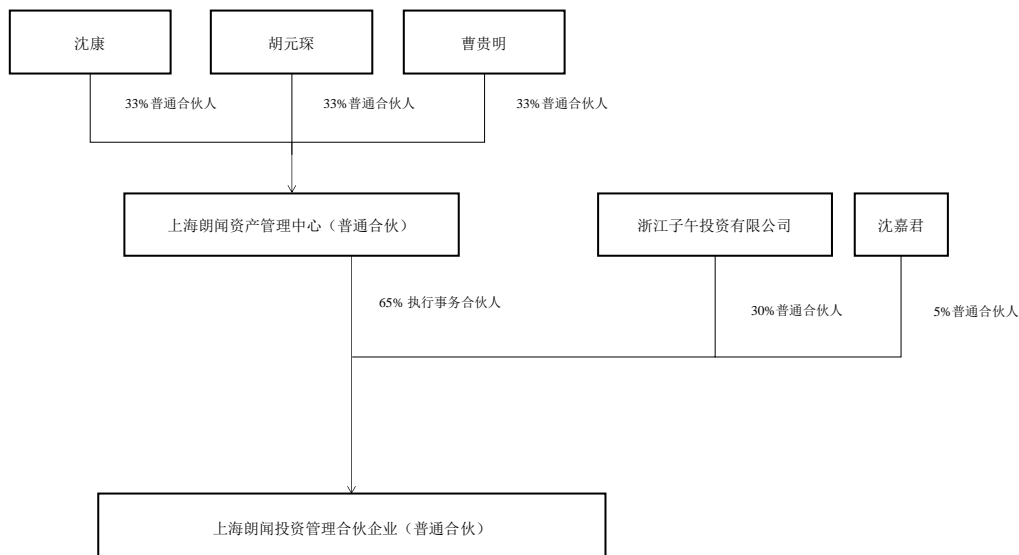 沈康
胡元琛
曹贵明
33%普通合伙人
33%普通合伙人
33%普通合伙人
上海朗闻资产管理中心（普通合伙）
浙江子午投资有限公司
沈嘉君
65% 执行事务合伙人
30%普通合伙人
5%普通合伙人
上海朗闻投资管理合伙企业（普通合伙）